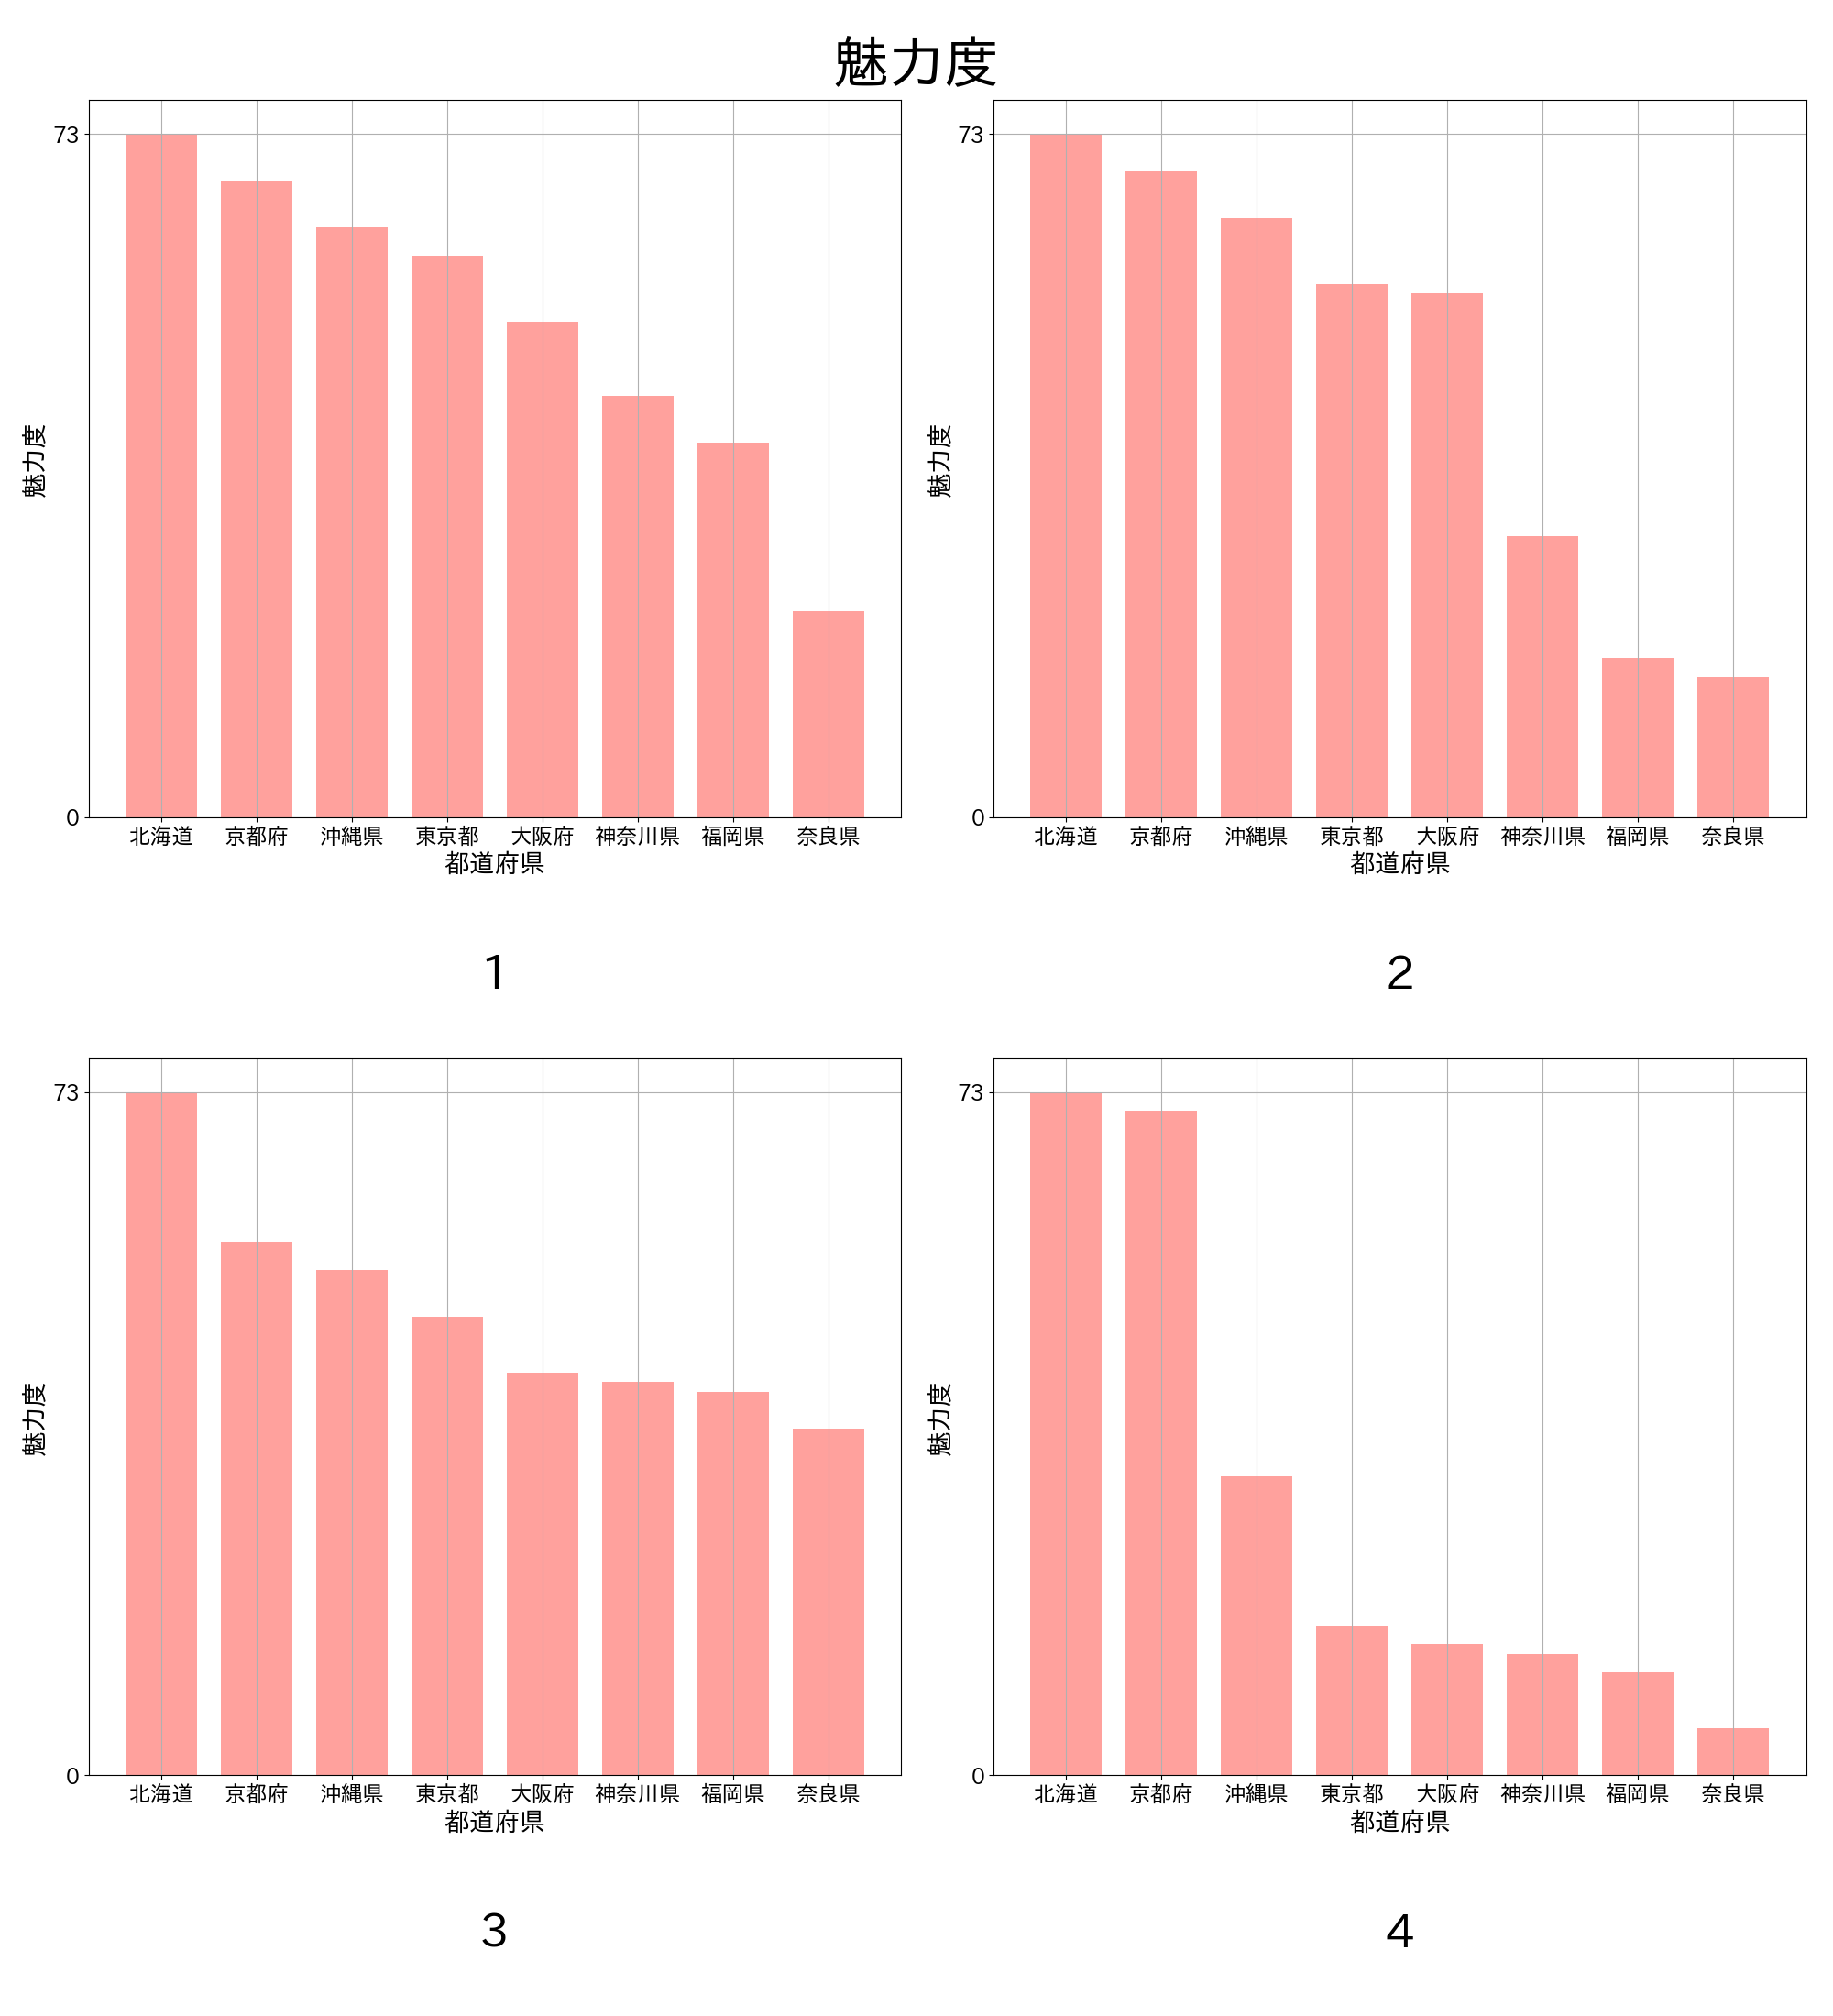 魅力度
73
0
魅力度
北海道 京都府 沖縄県 東京都 大阪府 神奈川県 福岡県 奈良県
都道府県
1
73
0
魅力度
北海道 京都府 沖縄県 東京都 大阪府 神奈川県 福岡県 奈良県
都道府県
2
73
0
魅力度
北海道 京都府 沖縄県 東京都 大阪府 神奈川県 福岡県 奈良県
都道府県
3
73
0
魅力度
北海道 京都府 沖縄県 東京都 大阪府 神奈川県 福岡県 奈良県
都道府県
4